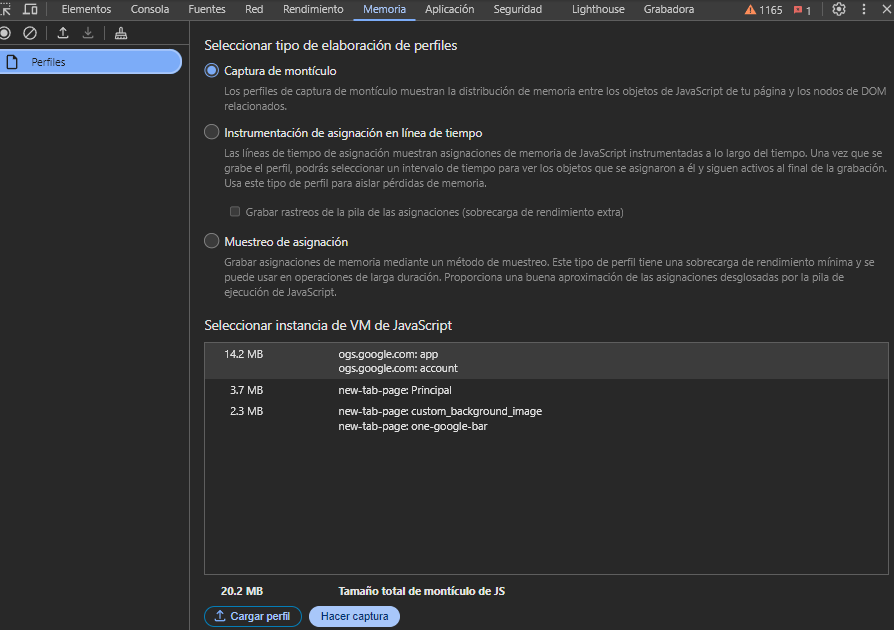 Elementos Consola Fuentes Red Rendimiento Memoria Aplicación Seguridad Lighthouse Grabadora 1165 1
Perfiles
Seleccionar tipo de elaboración de perfiles
Captura de montículo
Los perfiles de captura de montículo muestran la distribución de memoria entre los objetos de JavaScript de tu página y los nodos de DOM
relacionados.
Instrumentación de asignación en línea de tiempo
Las líneas de tiempo de asignación muestran asignaciones de memoria de JavaScript instrumentadas a lo largo del tiempo. Una vez que se
grabe el perfil, podrás seleccionar un intervalo de tiempo para ver los objetos que se asignaron a él y siguen activos al final de la grabación.
Usa este tipo de perfil para aislar pérdidas de memoria.
Grabar rastreos de la pila de las asignaciones (sobrecarga de rendimiento extra)
Muestreo de asignación
Grabar asignaciones de memoria mediante un método de muestreo. Este tipo de perfil tiene una sobrecarga de rendimiento mínima y se
puede usar en operaciones de larga duración. Proporciona una buena aproximación de las asignaciones desglosadas por la pila de
ejecución de JavaScript.
Seleccionar instancia de VM de JavaScript
14.2 MB ogs.google.com: app
ogs.google.com: account
3.7 MB new-tab-page: Principal
2.3 MB new-tab-page: custom_background_image
new-tab-page: one-google-bar
20.2 MB Tamaño total de montículo de JS
Cargar perfil Hacer captura